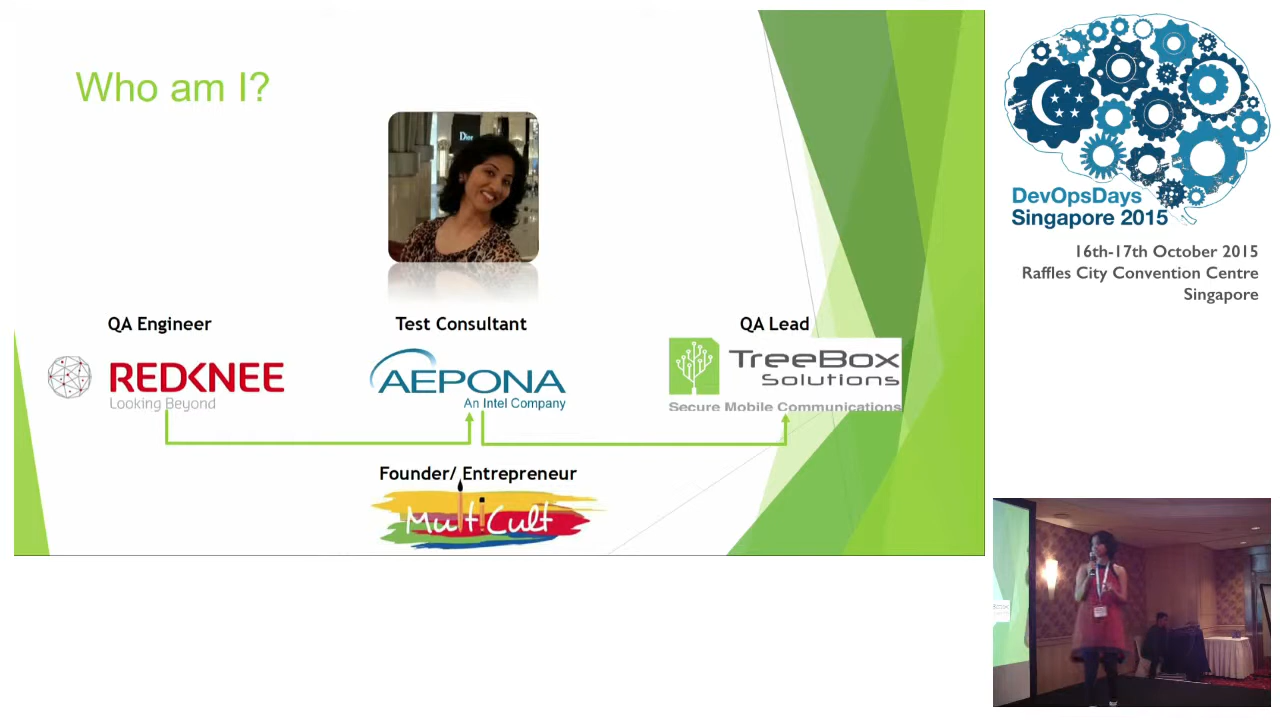 Who am I?
Dior
QA Engineer
Test Consultant
QA Lead
REDKNEE
Looking Beyond
AEPONA
An Intel Company
TreeBox
Solutions
Secure Mobile Communications
Founder/ Entrepreneur
MultiCult
DevOpsDays
Singapore 2015
16th-17th October 2015
Raffles City Convention Centre
Singapore